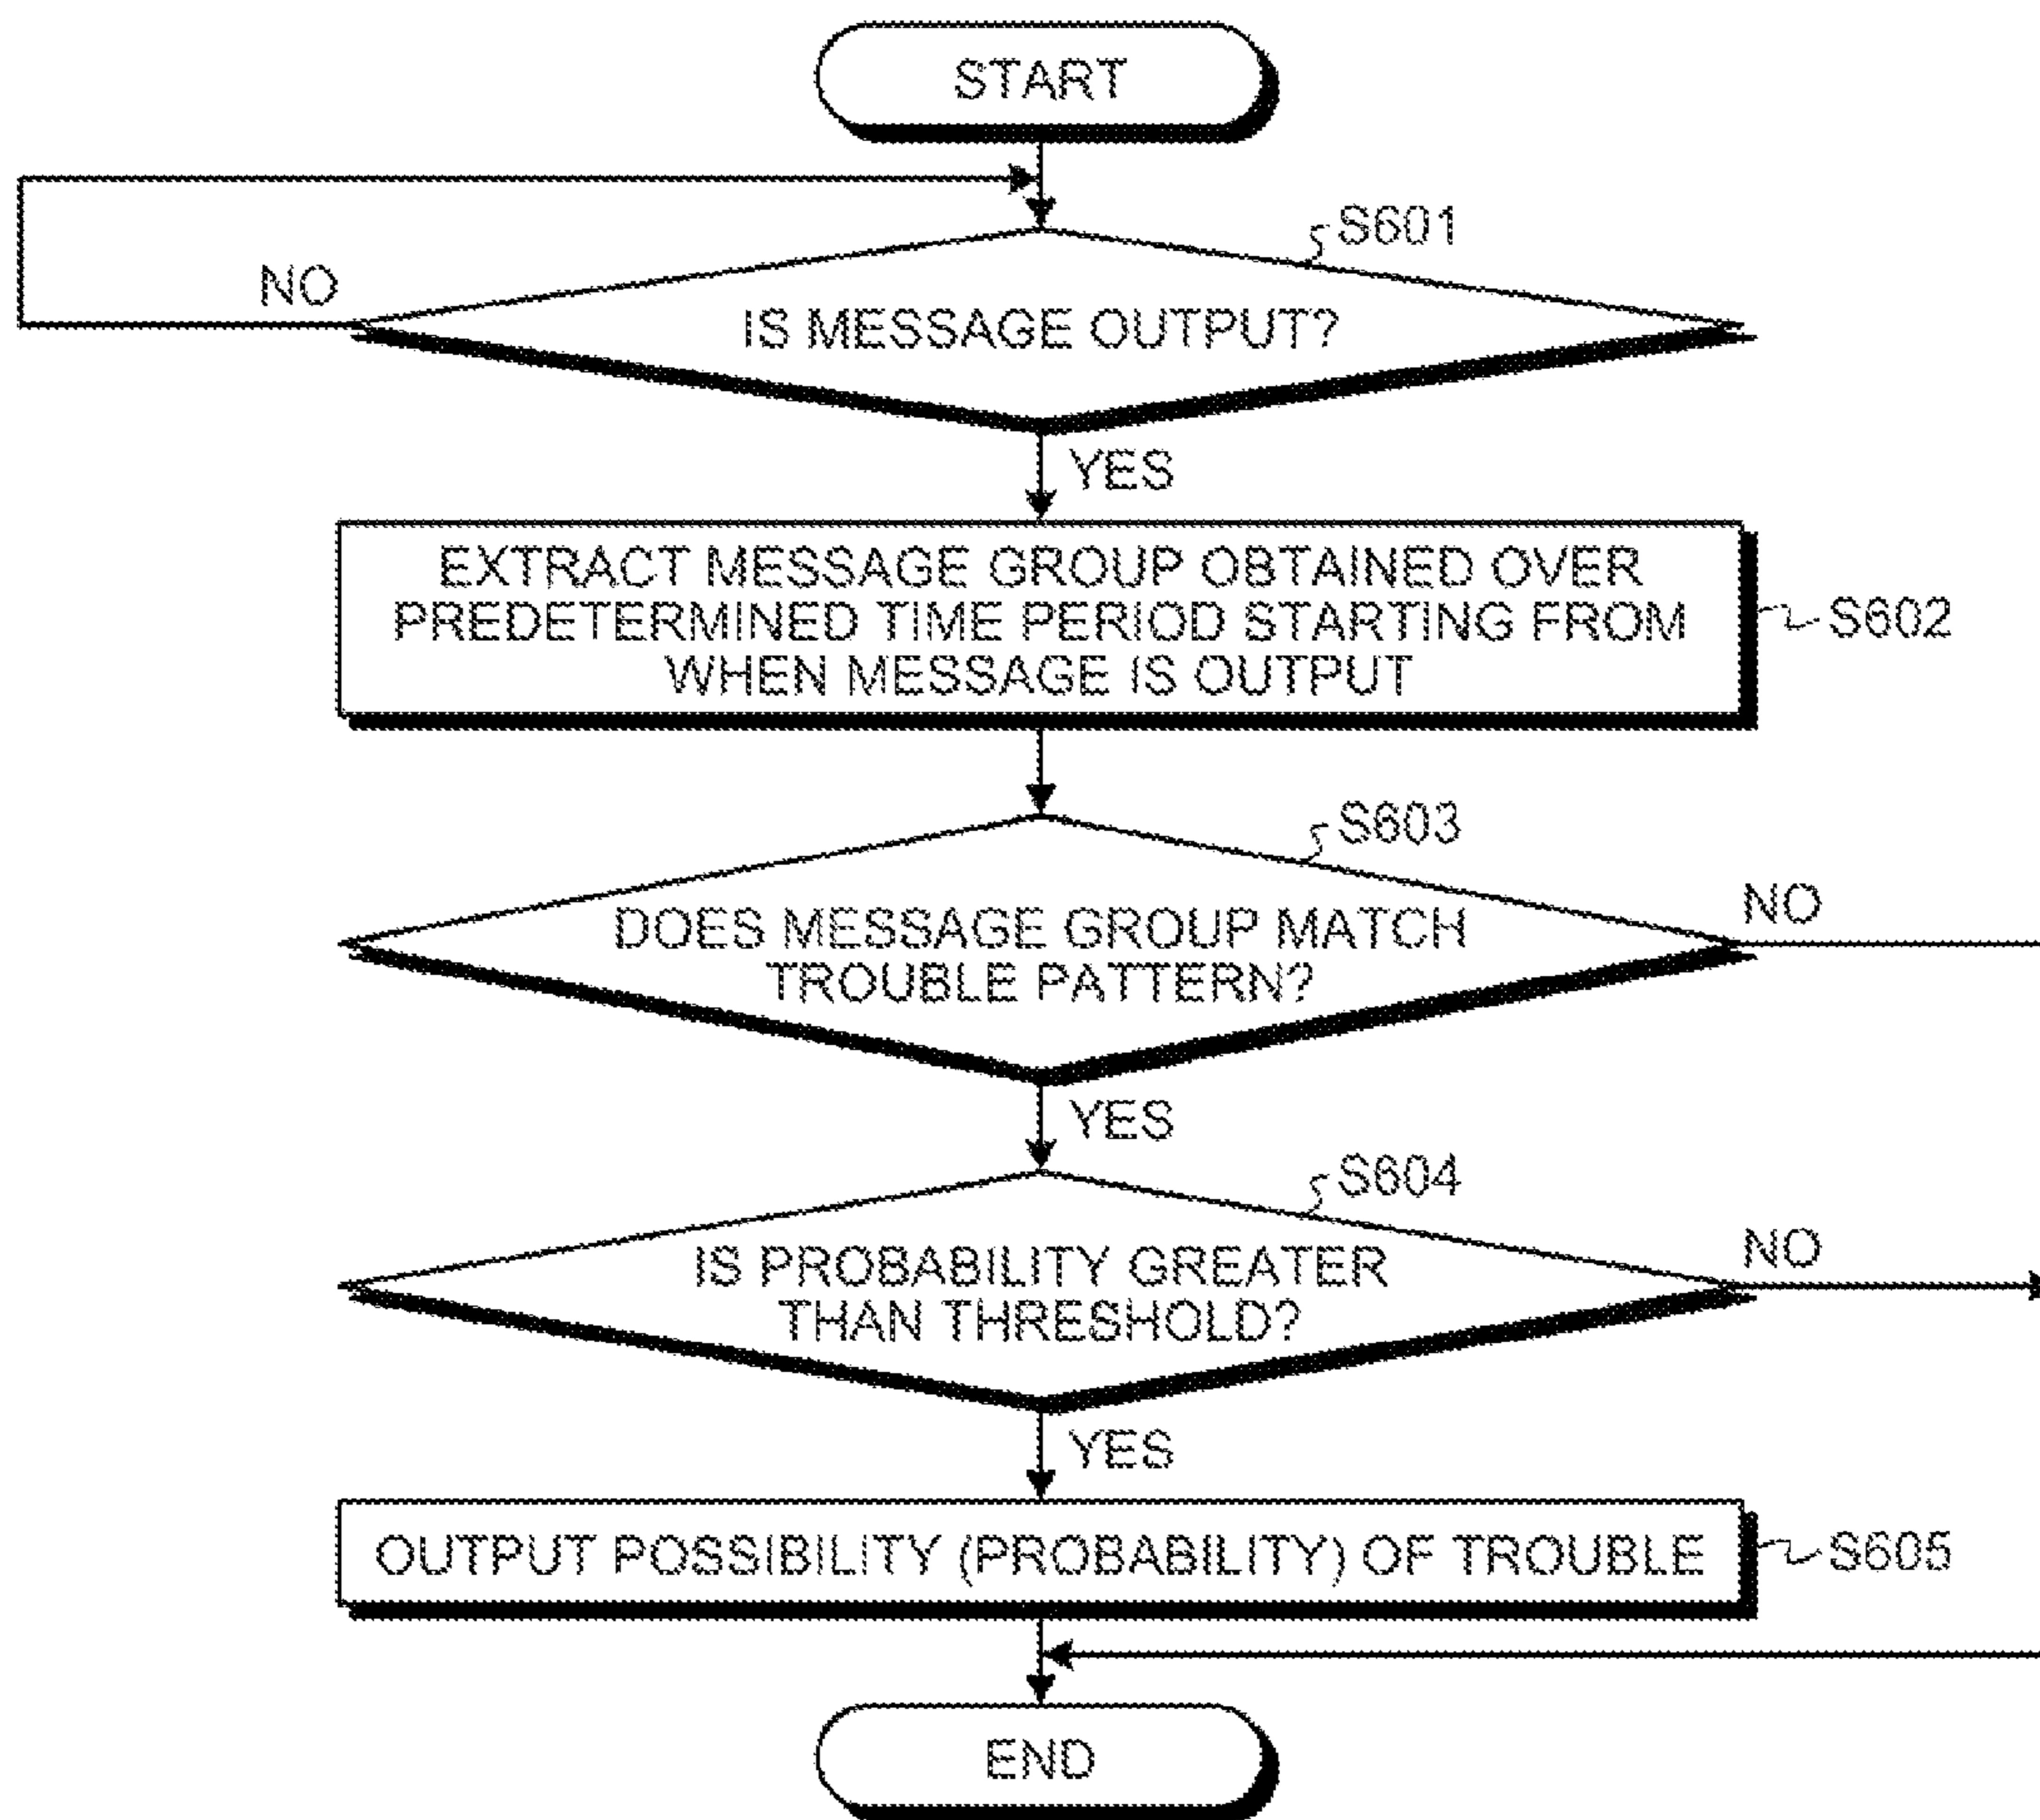 START
S601
NO
IS MESSAGE OUTPUT?
YES
EXTRACT MESSAGE GROUP OBTAINED OVER
PREDETERMINED TIME PERIOD STARTING FROM
WHEN MESSAGE IS OUTPUT
S602
S603
NO
DOES MESSAGE GROUP MATCH
TROUBLE PATTERN?
YES
S604
NO
IS PROBABILITY GREATER
THAN THRESHOLD?
YES
OUTPUT POSSIBILITY (PROBABILITY) OF TROUBLE
S605
END